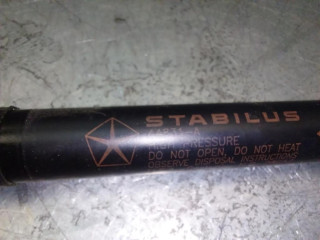 STABILUS
HIGH PRESSURE
DO NOT OPEN, DO NOT HEAT
OBSERVE DISPOSAL INSTRUCTIONS